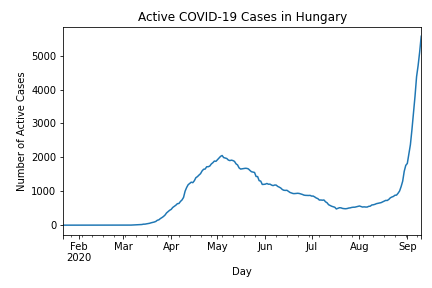 Active COVID-19 Cases in Hungary
Number of Active Cases
5000
4000
3000
2000
1000
0
Feb Mar Apr May Jun Jul Aug Sep
2020
Day